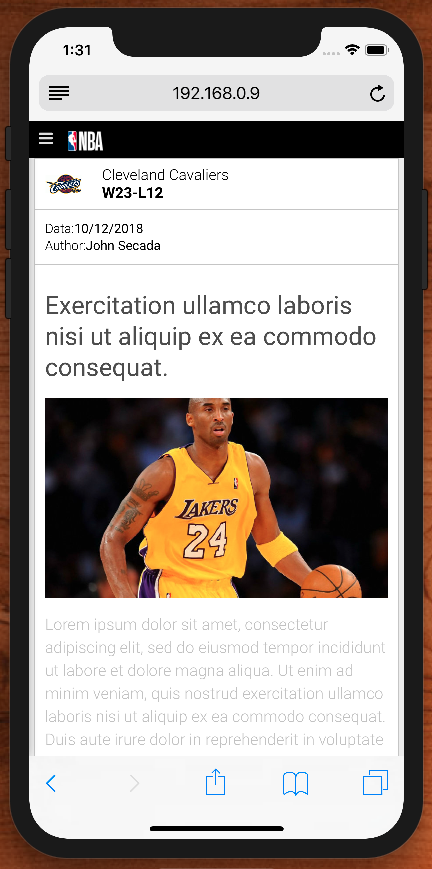 1:31
192.168.0.9
NBA
Cleveland Cavaliers
CAVALIERS
W23-L12
Data:10/12/2018
Author:John Secada
Exercitation ullamco laboris
nisi ut aliquip ex ea commodo
consequat.
LAKERS
24
Lorem ipsum dolor sit amet, consectetur
adipiscing elit, sed do eiusmod tempor incididunt
ut labore et dolore magna aliqua. Ut enim ad
minim veniam, quis nostrud exercitation ullamco
laboris nisi ut aliquip ex ea commodo consequat.
Duis aute irure dolor in reprehenderit in voluptate